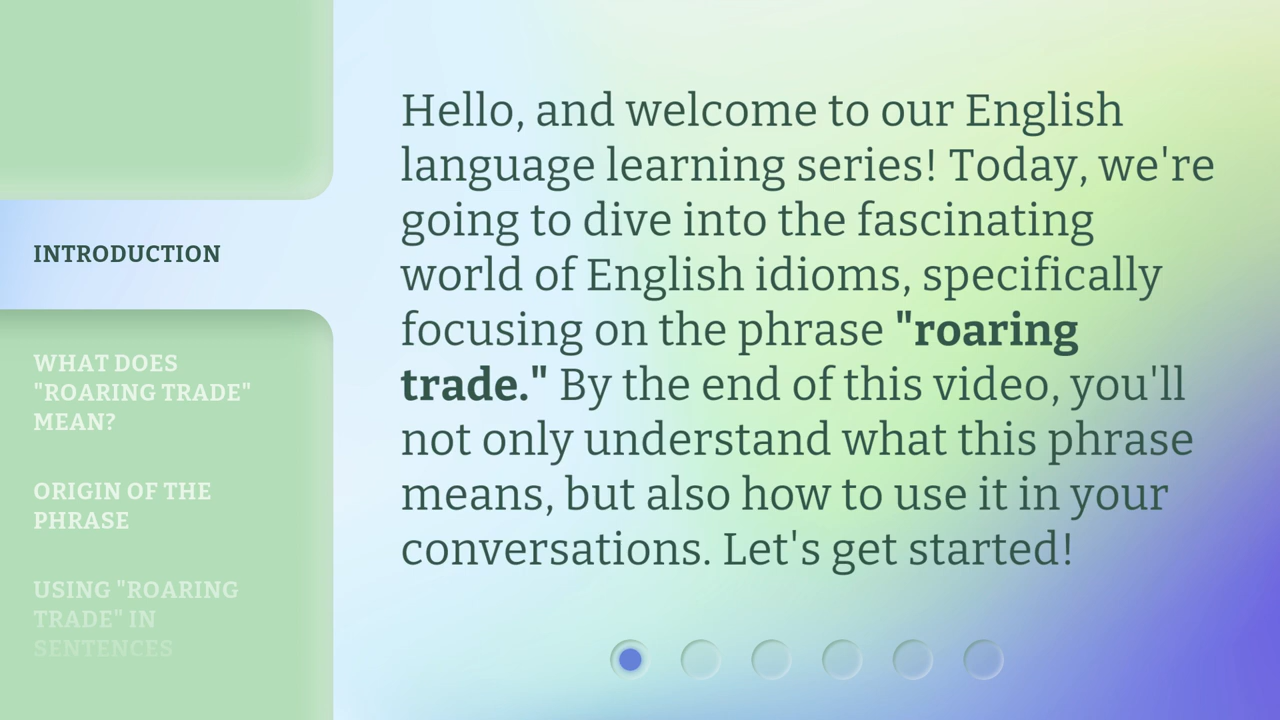 INTRODUCTION
WHAT DOES
"ROARING TRADE"
MEAN?
ORIGIN OF THE
PHRASE
USING "ROARING
TRADE" IN
SENTENCES
Hello, and welcome to our English
language learning series! Today, we're
going to dive into the fascinating
world of English idioms, specifically
focusing on the phrase "roaring
trade." By the end of this video, you'll
not only understand what this phrase
means, but also how to use it in your
conversations. Let's get started!